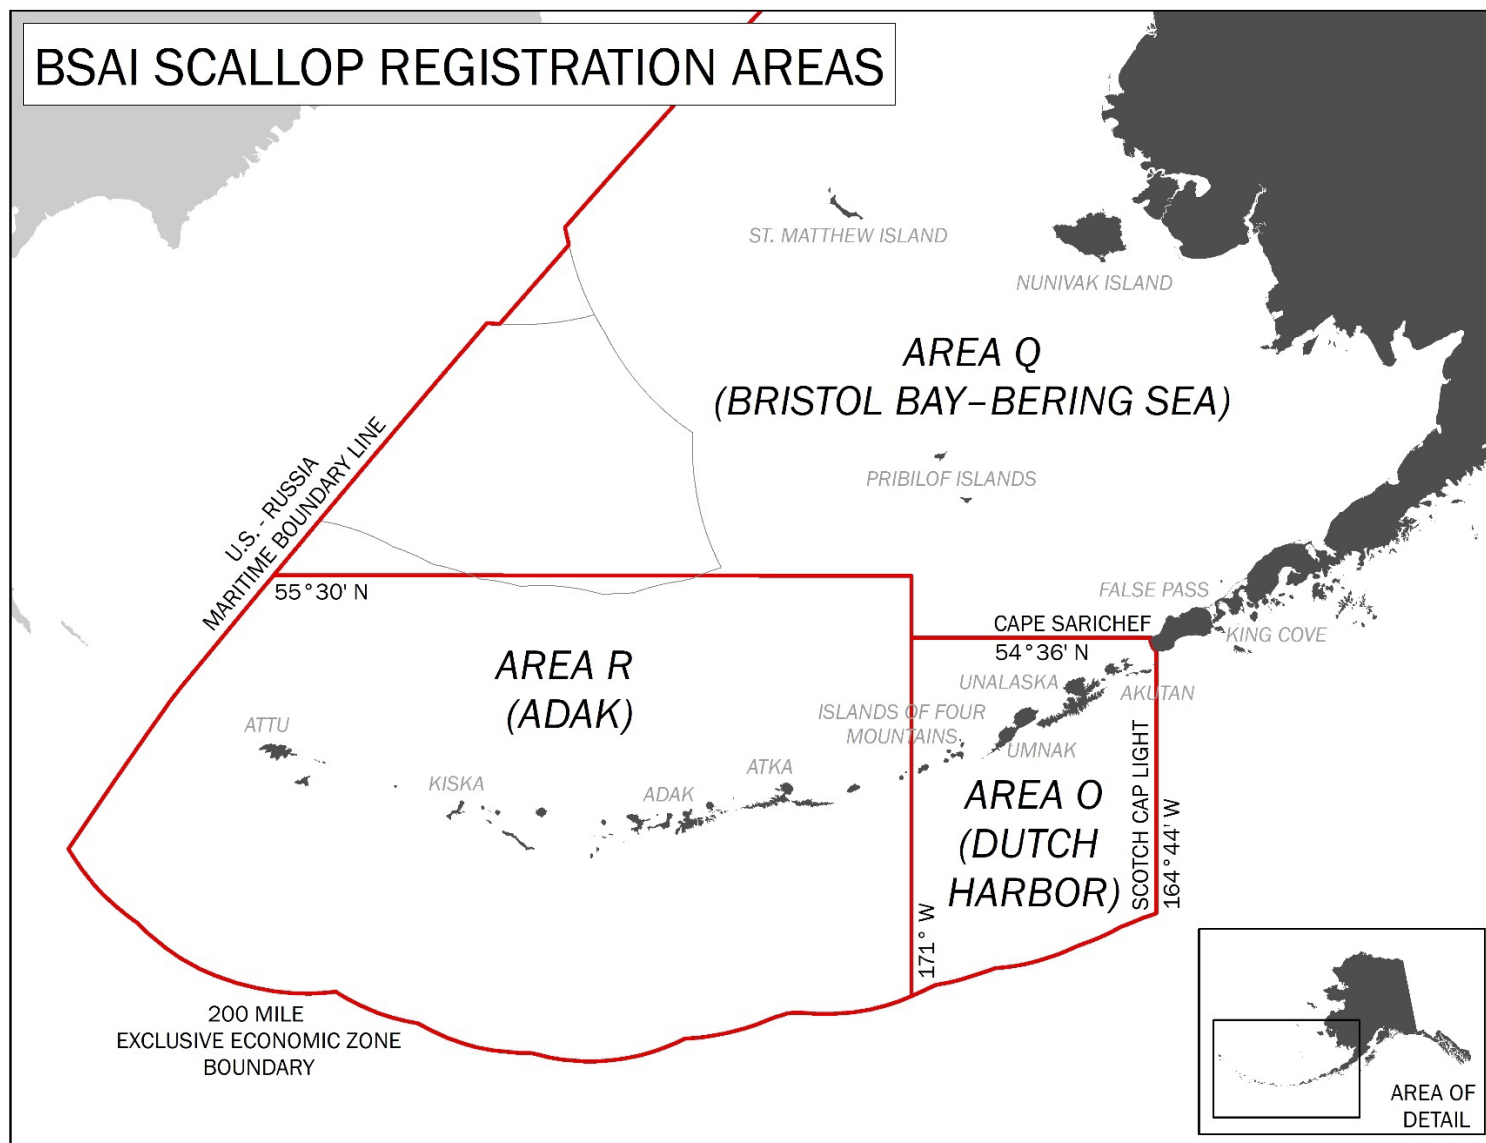 BSAI SCALLOP REGISTRATION AREAS
ST. MATTHEW ISLAND
NUNIVAK ISLAND
AREA Q
(BRISTOL BAY–BERING SEA)
PRIBILOF ISLANDS
U.S. - RUSSIA
MARITIME BOUNDARY LINE
55°30' N
FALSE PASS
CAPE SARICHEF
KING COVE
54°36' N
AREA R
(ADAK)
UNALASKA
AKUTAN
ISLANDS OF FOUR
MOUNTAINS
UMNAK
ATTU
KISKA
ADAK
ATKA
AREA O
(DUTCH
HARBOR)
SCOTCH CAP LIGHT
164°44' W
171° W
200 MILE
EXCLUSIVE ECONOMIC ZONE
BOUNDARY
AREA OF
DETAIL